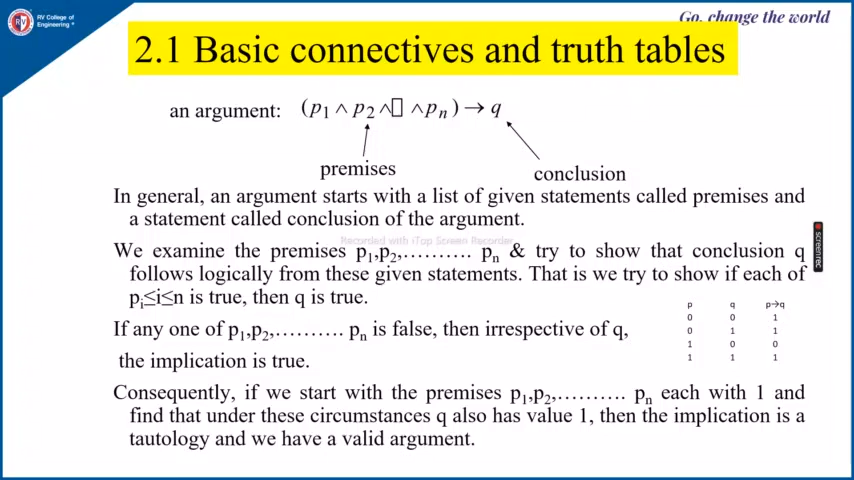 RV College of
Engineering
Go, change the world
2.1 Basic connectives and truth tables
an argument: (p1 ∧ p2 ∧▯ ∧pn) → q
premises
conclusion
In general, an argument starts with a list of given statements called premises and
a statement called conclusion of the argument.
Recorded with iTop Screen Recorder
We examine the premises p1,p2,………. pn & try to show that conclusion q
follows logically from these given statements. That is we try to show if each of
pi≤i≤n is true, then q is true.
If any one of p1,p2,………. pn is false, then irrespective of q,
the implication is true.
p q p→q
0 0 1
0 1 1
1 0 0
1 1 1
Consequently, if we start with the premises p1,p2,………. pn each with 1 and
find that under these circumstances q also has value 1, then the implication is a
tautology and we have a valid argument.
screenrec